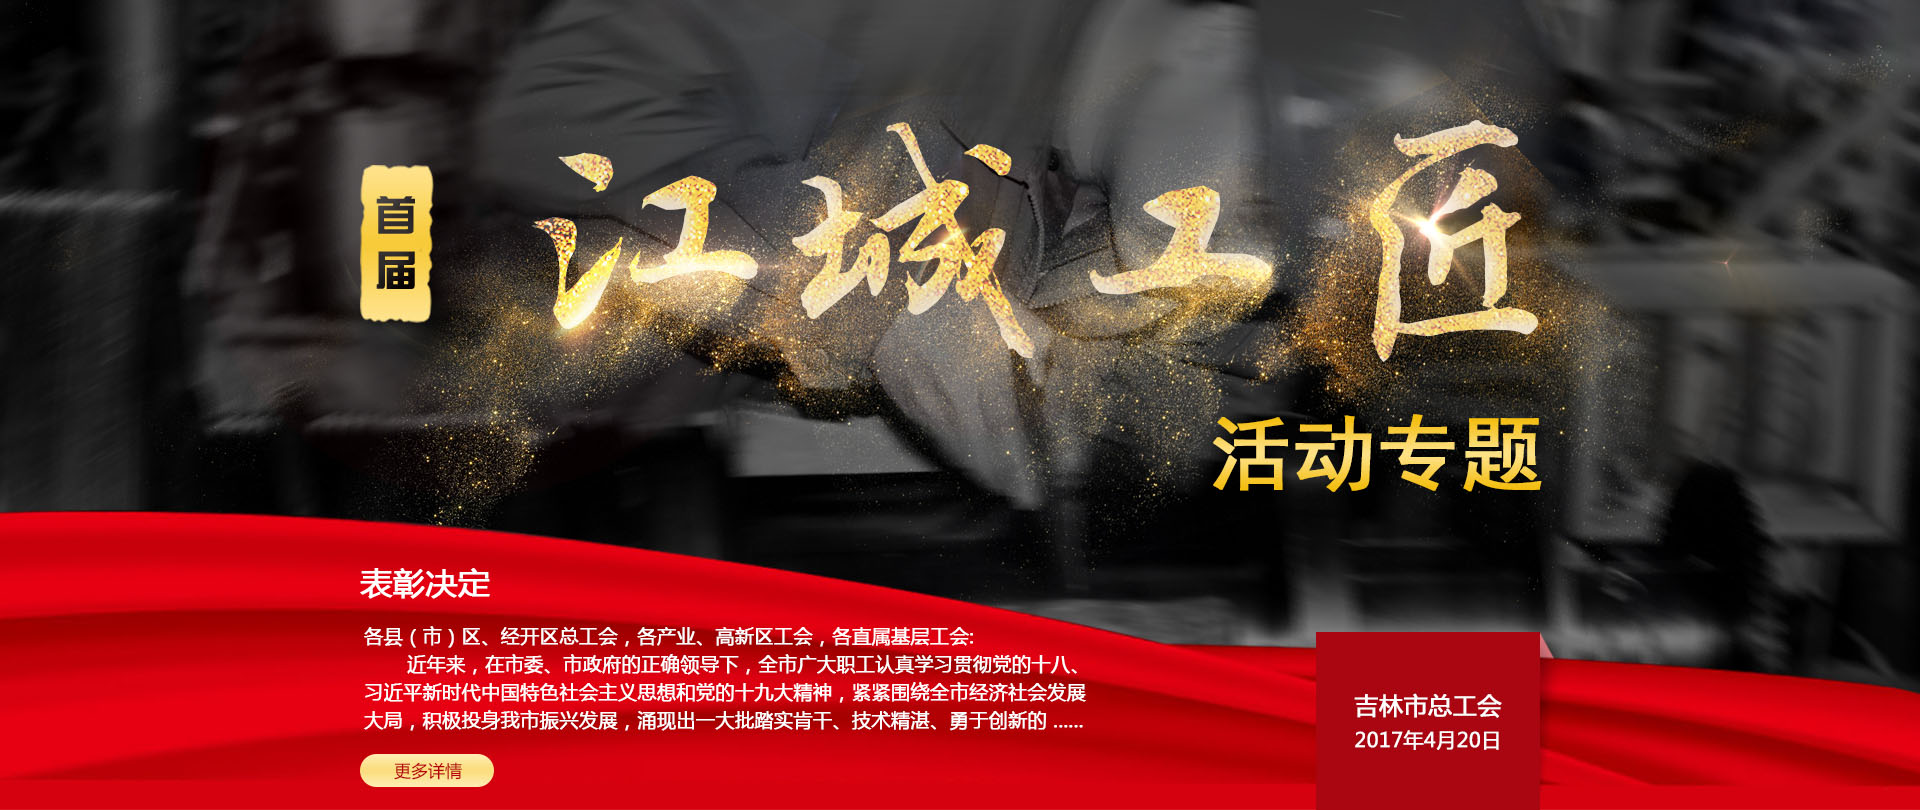 首届
江城工匠
活动专题
表彰决定
各县（市）区、经开区总工会，各产业、高新区工会，各直属基层工会:
近年来，在市委、市政府的正确领导下，全市广大职工认真学习贯彻党的十八、
习近平新时代中国特色社会主义思想和党的十九大精神，紧紧围绕全市经济社会发展
大局，积极投身我市振兴发展，涌现出一大批踏实肯干、技术精湛、勇于创新的 ......
更多详情
吉林市总工会
2017年4月20日